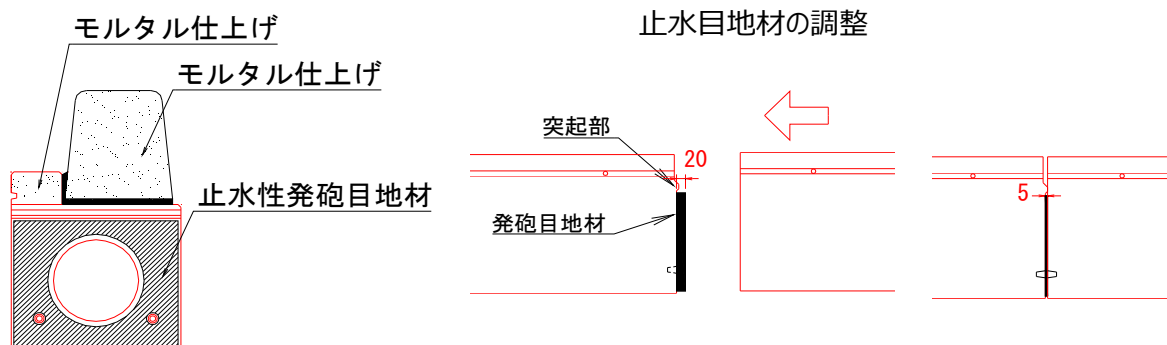 モルタル仕上げ
モルタル仕上げ
止水性発砲目地材
止水目地材の調整
突起部
20
発砲目地材
5